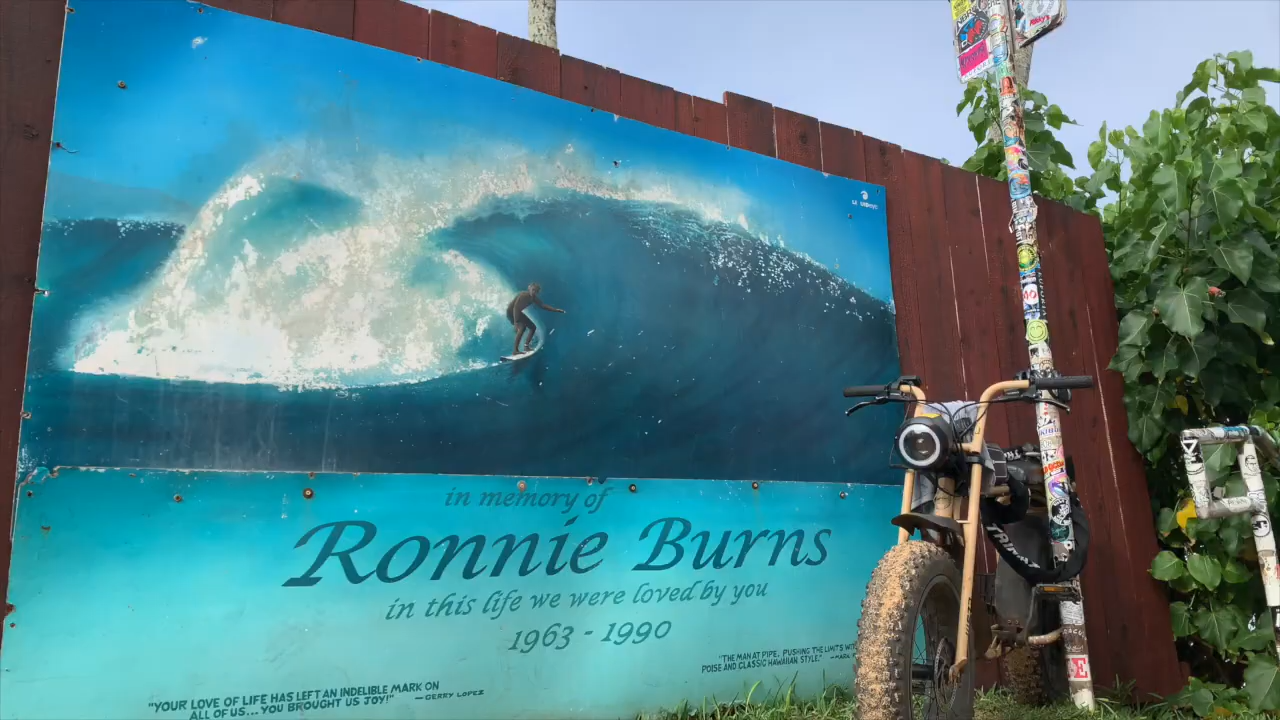 in memory of
Ronnie Burns
in this life we were loved by you
1963 - 1990
"THE MAN AT PIPE, PUSHING THE LIMITS
POISE AND CLASSIC HAWAIIAN STYLE."
"YOUR LOVE OF LIFE HAS LEFT AN INDELIBLE MARK ON
ALL OF US... YOU BROUGHT US JOY!" — GERRY LOPEZ